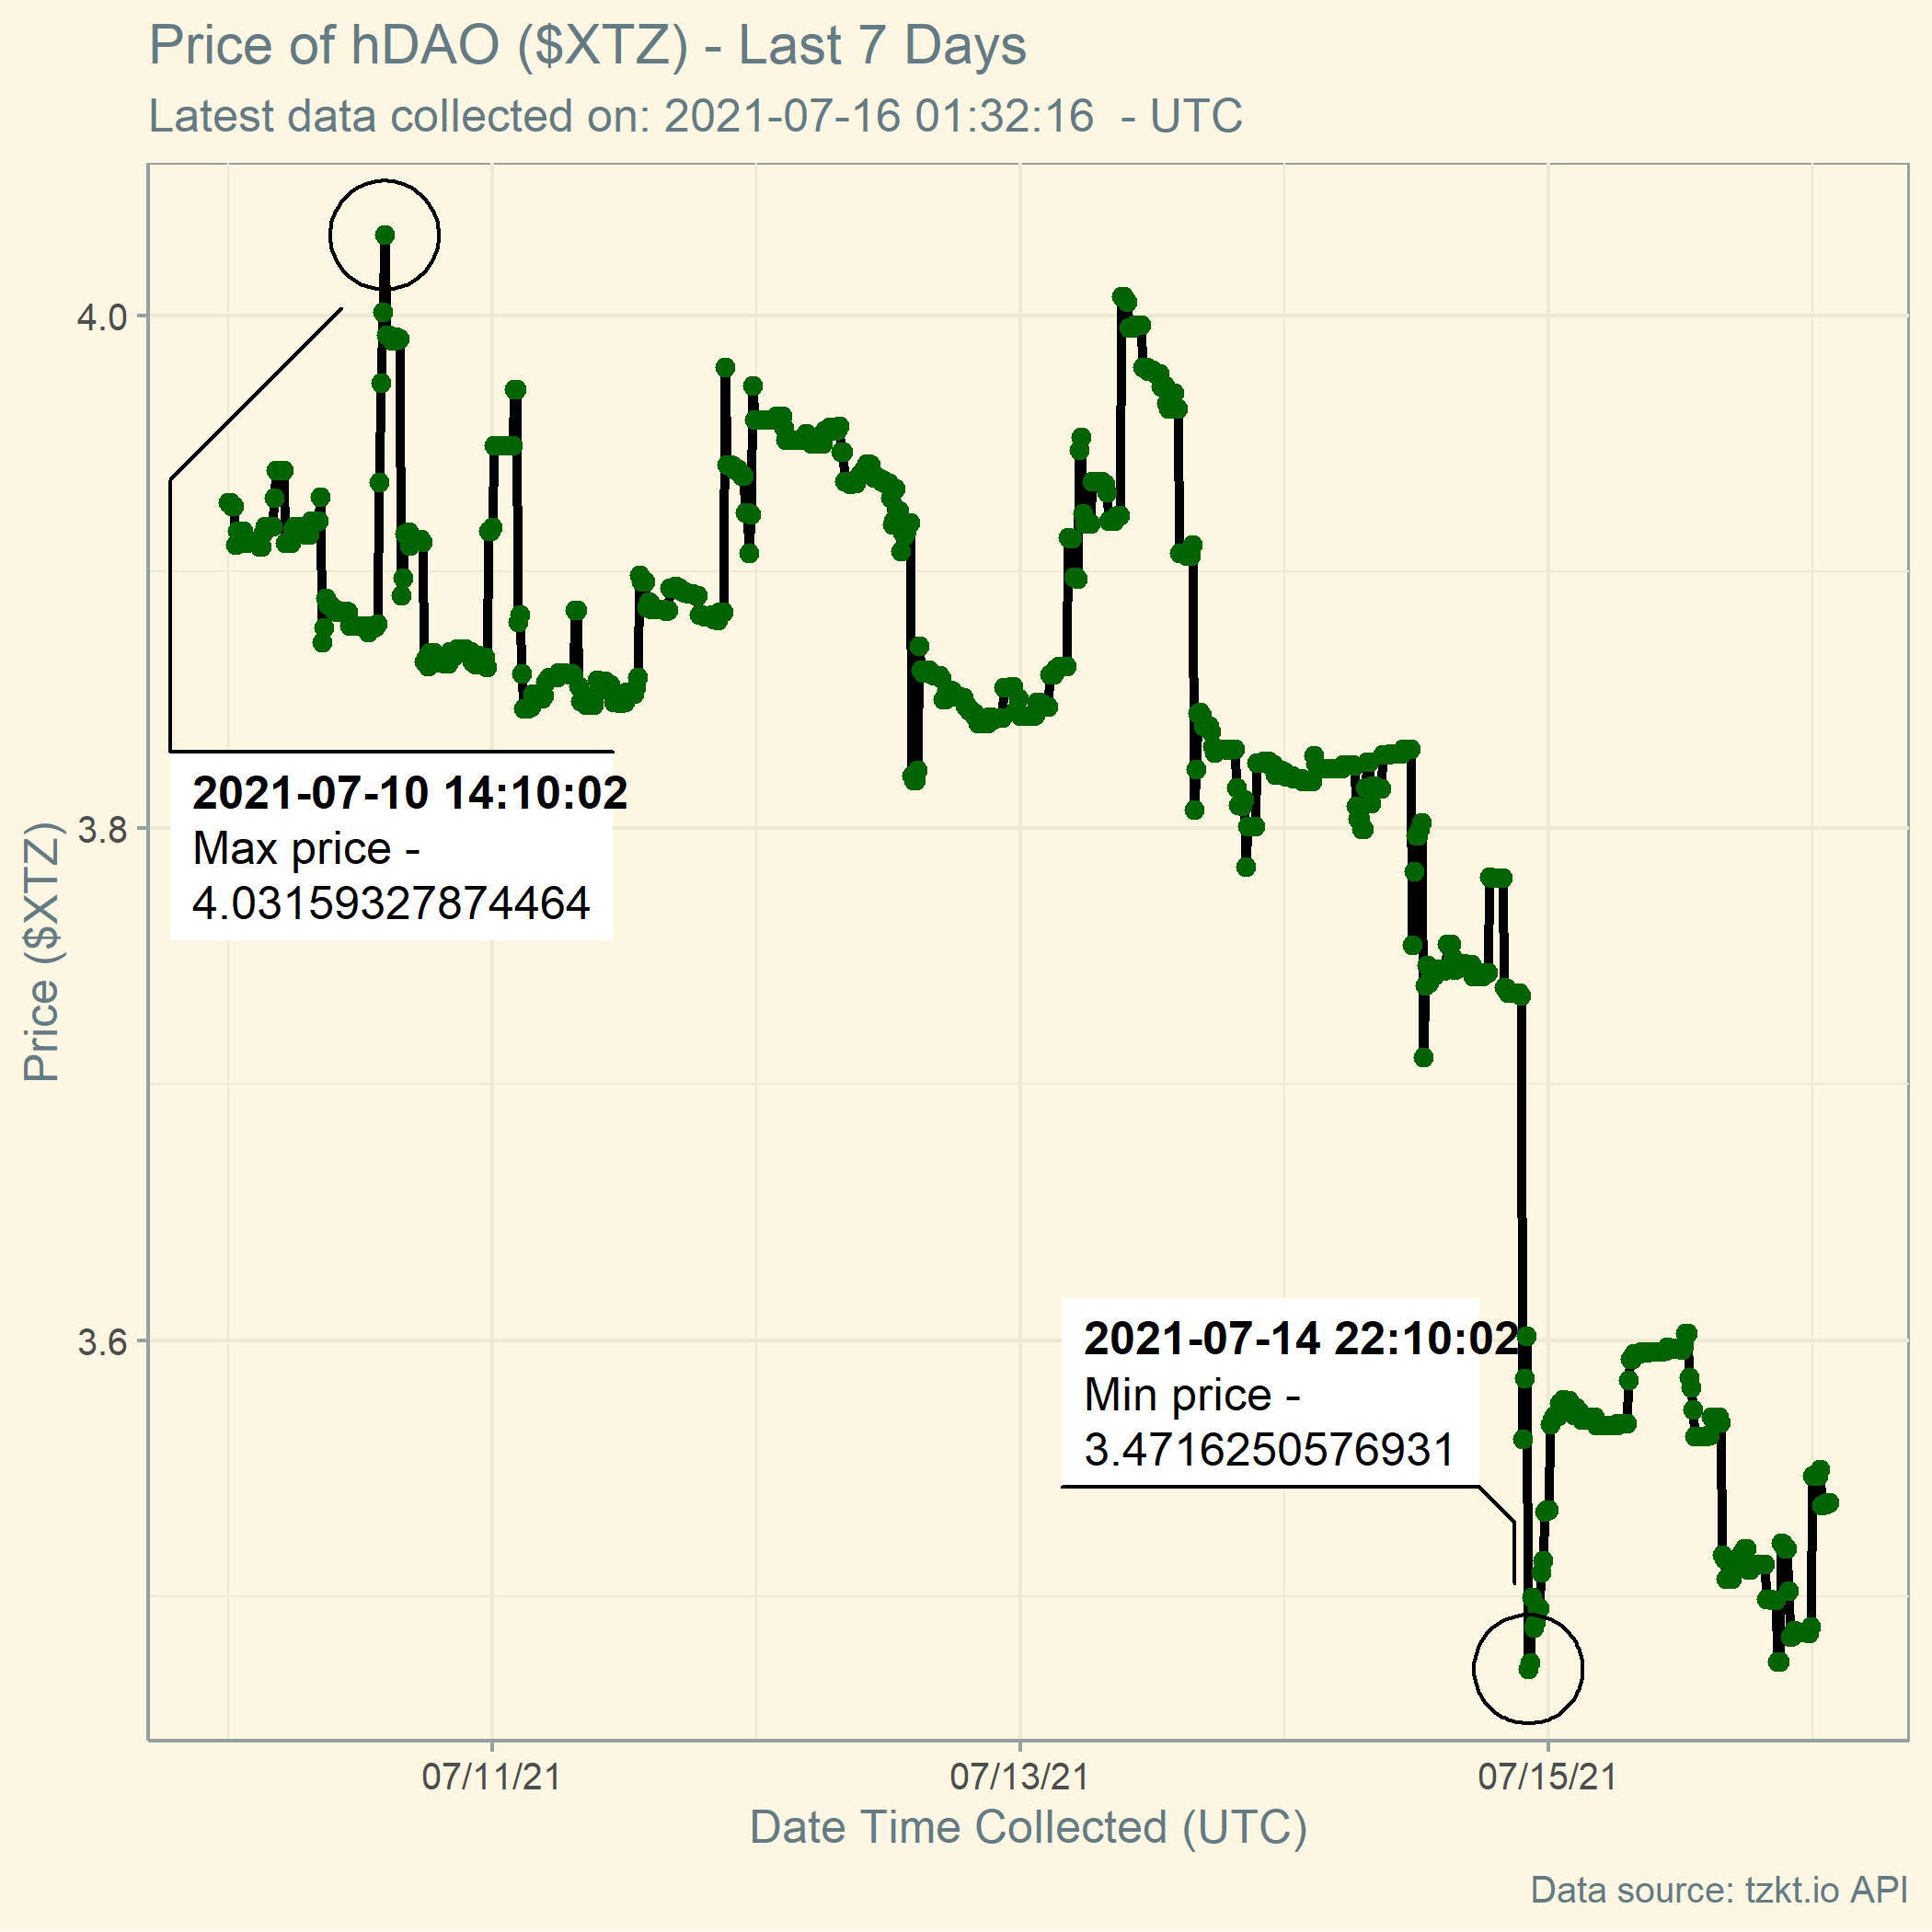 Price of hDAO ($XTZ) - Last 7 Days
Latest data collected on: 2021-07-16 01:32:16  - UTC
4.0
3.8
3.6
Price ($XTZ)
2021-07-10 14:10:02
Max price -
4.03159327874464
2021-07-14 22:10:02
Min price -
3.4716250576931
07/11/21
07/13/21
07/15/21
Date Time Collected (UTC)
Data source: tzkt.io API